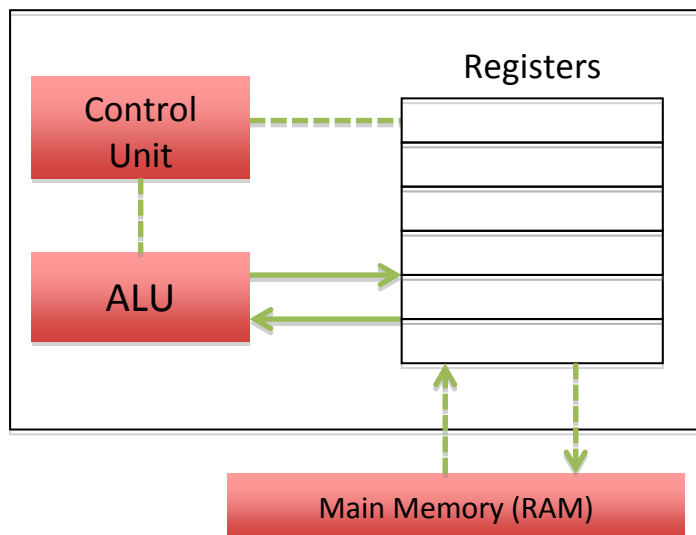 Registers
Control
Unit
ALU
Main Memory (RAM)